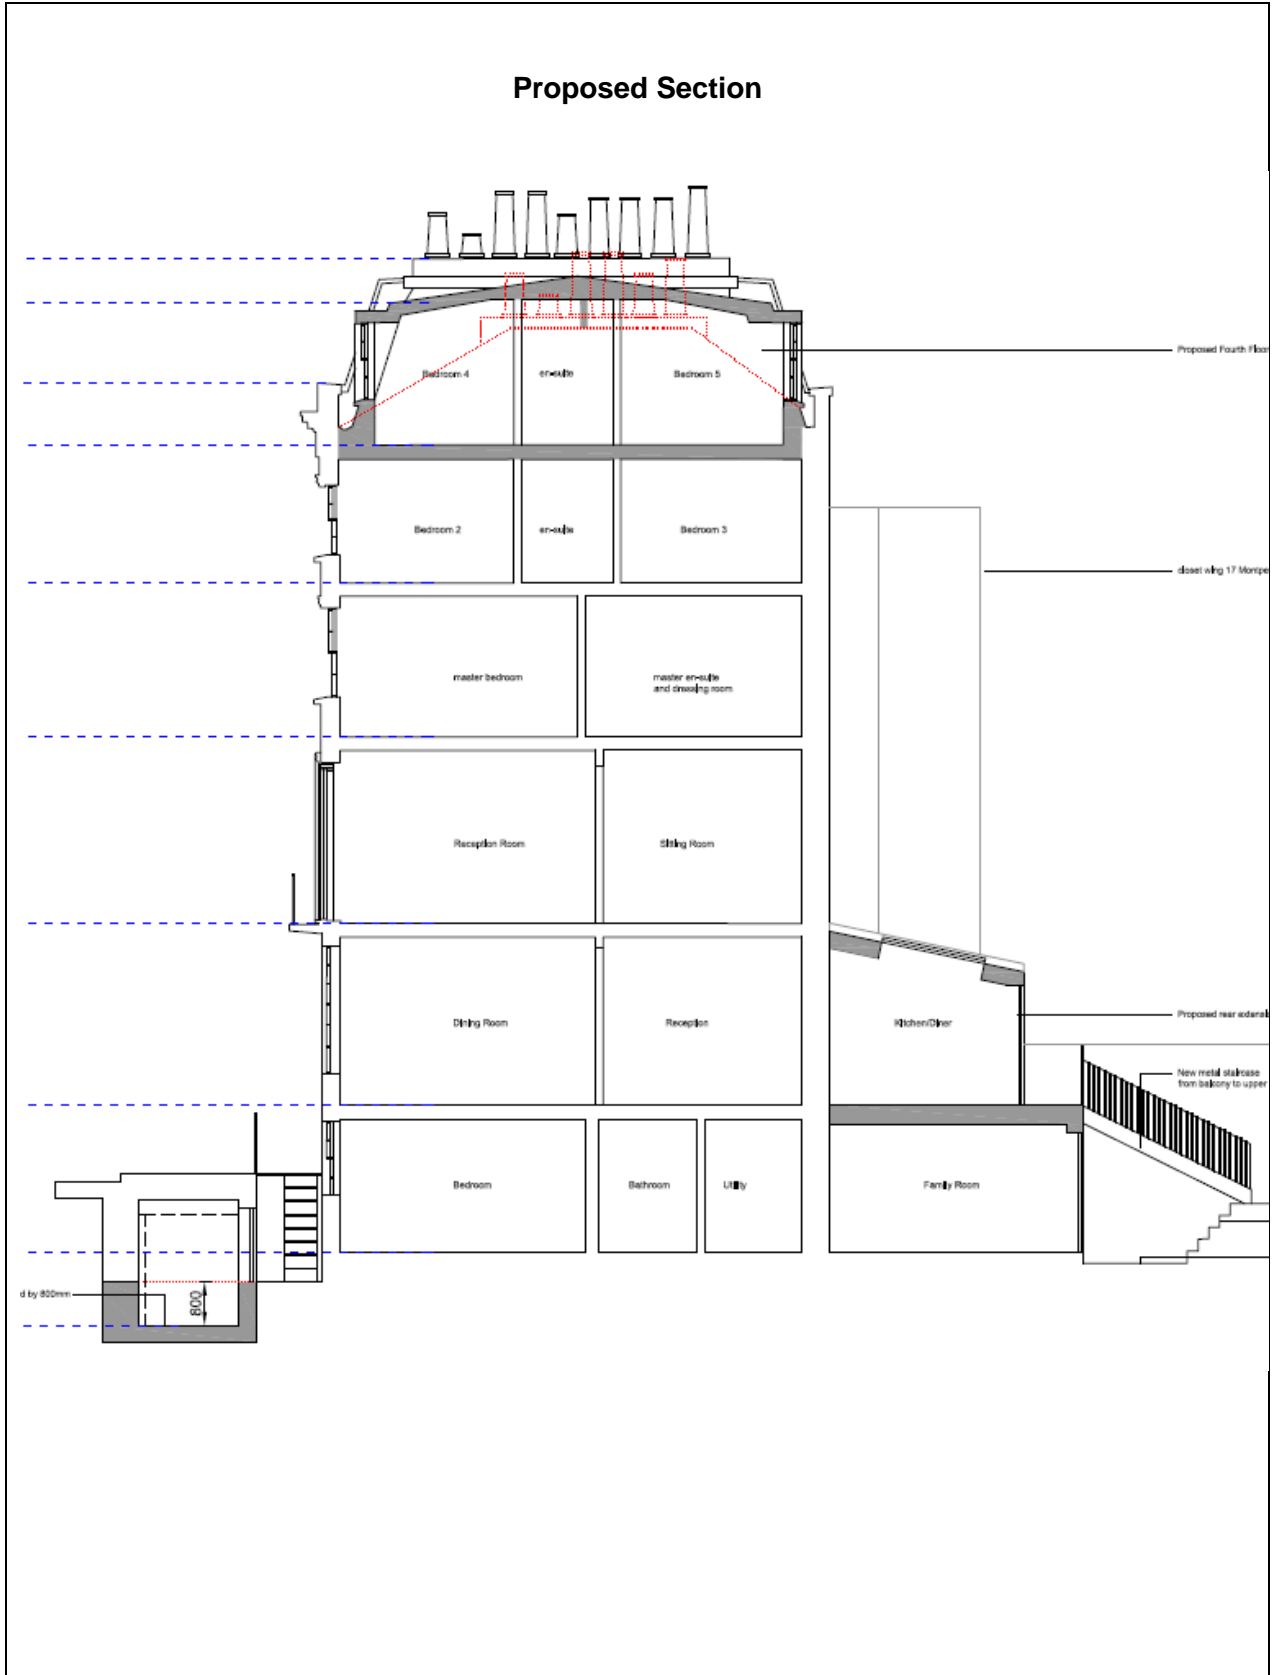 Proposed Section
Proposed Fourth Floor
Bedroom 4
en-suite
Bedroom 5
Bedroom 2
en-suite
Bedroom 3
closet wing 17 Montpe
master bedroom
master en-suite
and dressing room
Reception Room
Sitting Room
Dining Room
Reception
Kitchen/Diner
Proposed rear extensi
New metal staircase
from balcony to upper
Bedroom
Bathroom
Utility
Family Room
d by 800mm
800